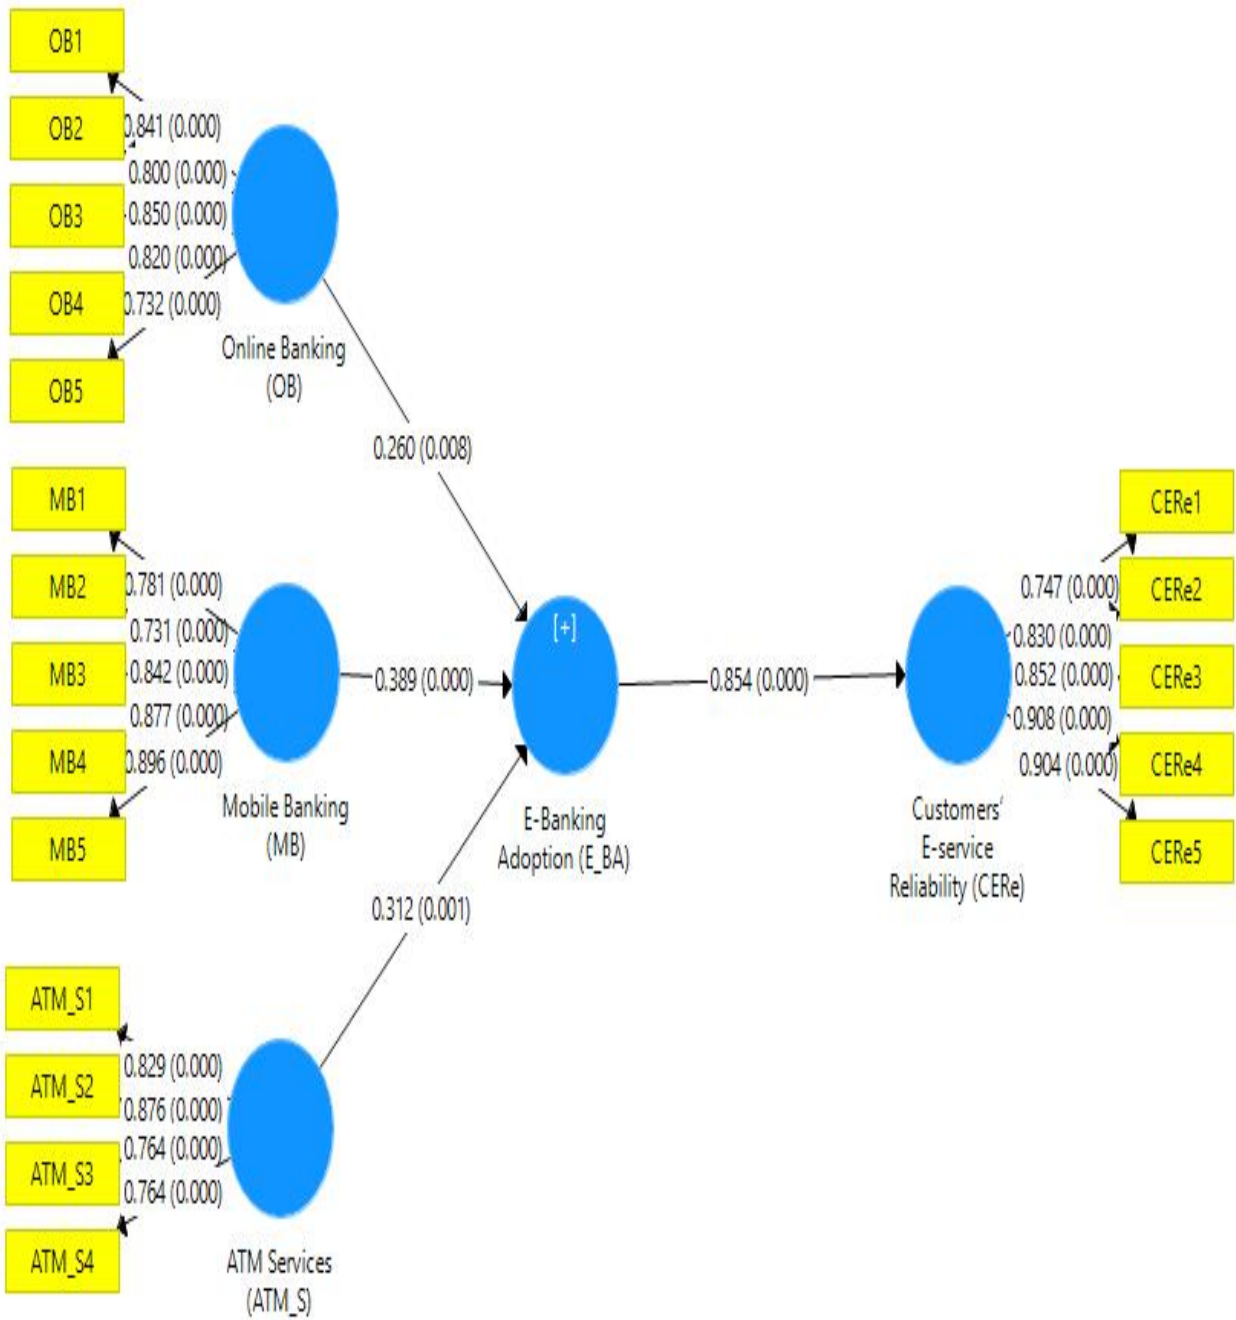 OB1
OB2
OB3
OB4
OB5
0.841 (0.000)
0.800 (0.000)
0.850 (0.000)
0.820 (0.000)
0.732 (0.000)
Online Banking
(OB)
0.260 (0.008)
MB1
MB2
MB3
MB4
MB5
0.781 (0.000)
0.731 (0.000)
0.842 (0.000)
0.877 (0.000)
0.896 (0.000)
Mobile Banking
(MB)
0.389 (0.000)
[+]
E-Banking
Adoption (E_BA)
0.854 (0.000)
Customers'
E-service
Reliability (CERe)
0.747 (0.000)
0.830 (0.000)
0.852 (0.000)
0.908 (0.000)
0.904 (0.000)
CERe1
CERe2
CERe3
CERe4
CERe5
0.312 (0.001)
ATM_S1
ATM_S2
ATM_S3
ATM_S4
0.829 (0.000)
0.876 (0.000)
0.764 (0.000)
0.764 (0.000)
ATM Services
(ATM_S)